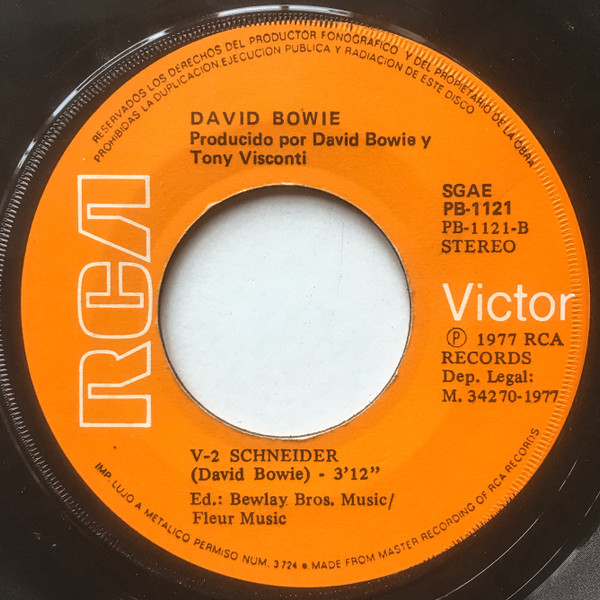 RESERVADOS LOS DERECHOS DEL PRODUCTOR FONOGRAFICO Y DEL PROPIETARIO DE LA OBRA
PROHIBIDAS LA DUPLICACION EJECUCION PUBLICA Y RADIACION DE ESTE DISCO
DAVID BOWIE
Producido por David Bowie y
Tony Visconti
SGAE
PB-1121
PB-1121-B
STEREO
RCA
Victor
Ⓟ 1977 RCA
RECORDS
Dep. Legal:
M. 34270-1977
V-2 SCHNEIDER
(David Bowie) - 3'12"
Ed.: Bewlay Bros. Music/
Fleur Music
IMP. LUJO A METALICO PERMISO NUM. 3724 ● MADE FROM MASTER RECORDING OF RCA RECORDS